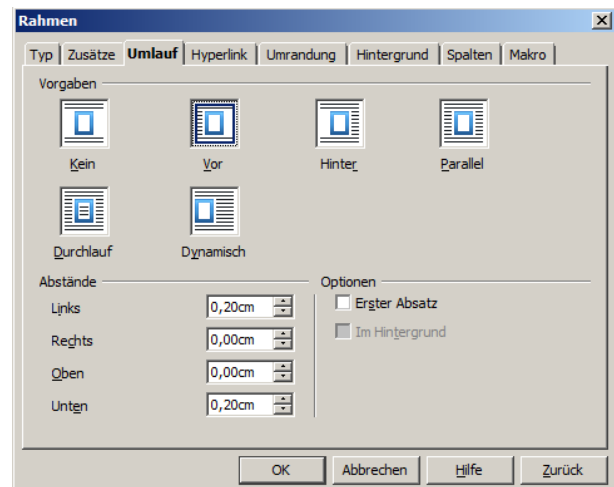 Rahmen
Typ Zusätze Umlauf Hyperlink Umrandung Hintergrund Spalten Makro
Vorgaben
Kein Vor Hinter Parallel
Durchlauf Dynamisch
Abstände Optionen
Links 0,20cm Erster Absatz
Rechts 0,00cm Im Hintergrund
Oben 0,00cm
Unten 0,20cm
OK Abbrechen Hilfe Zurück